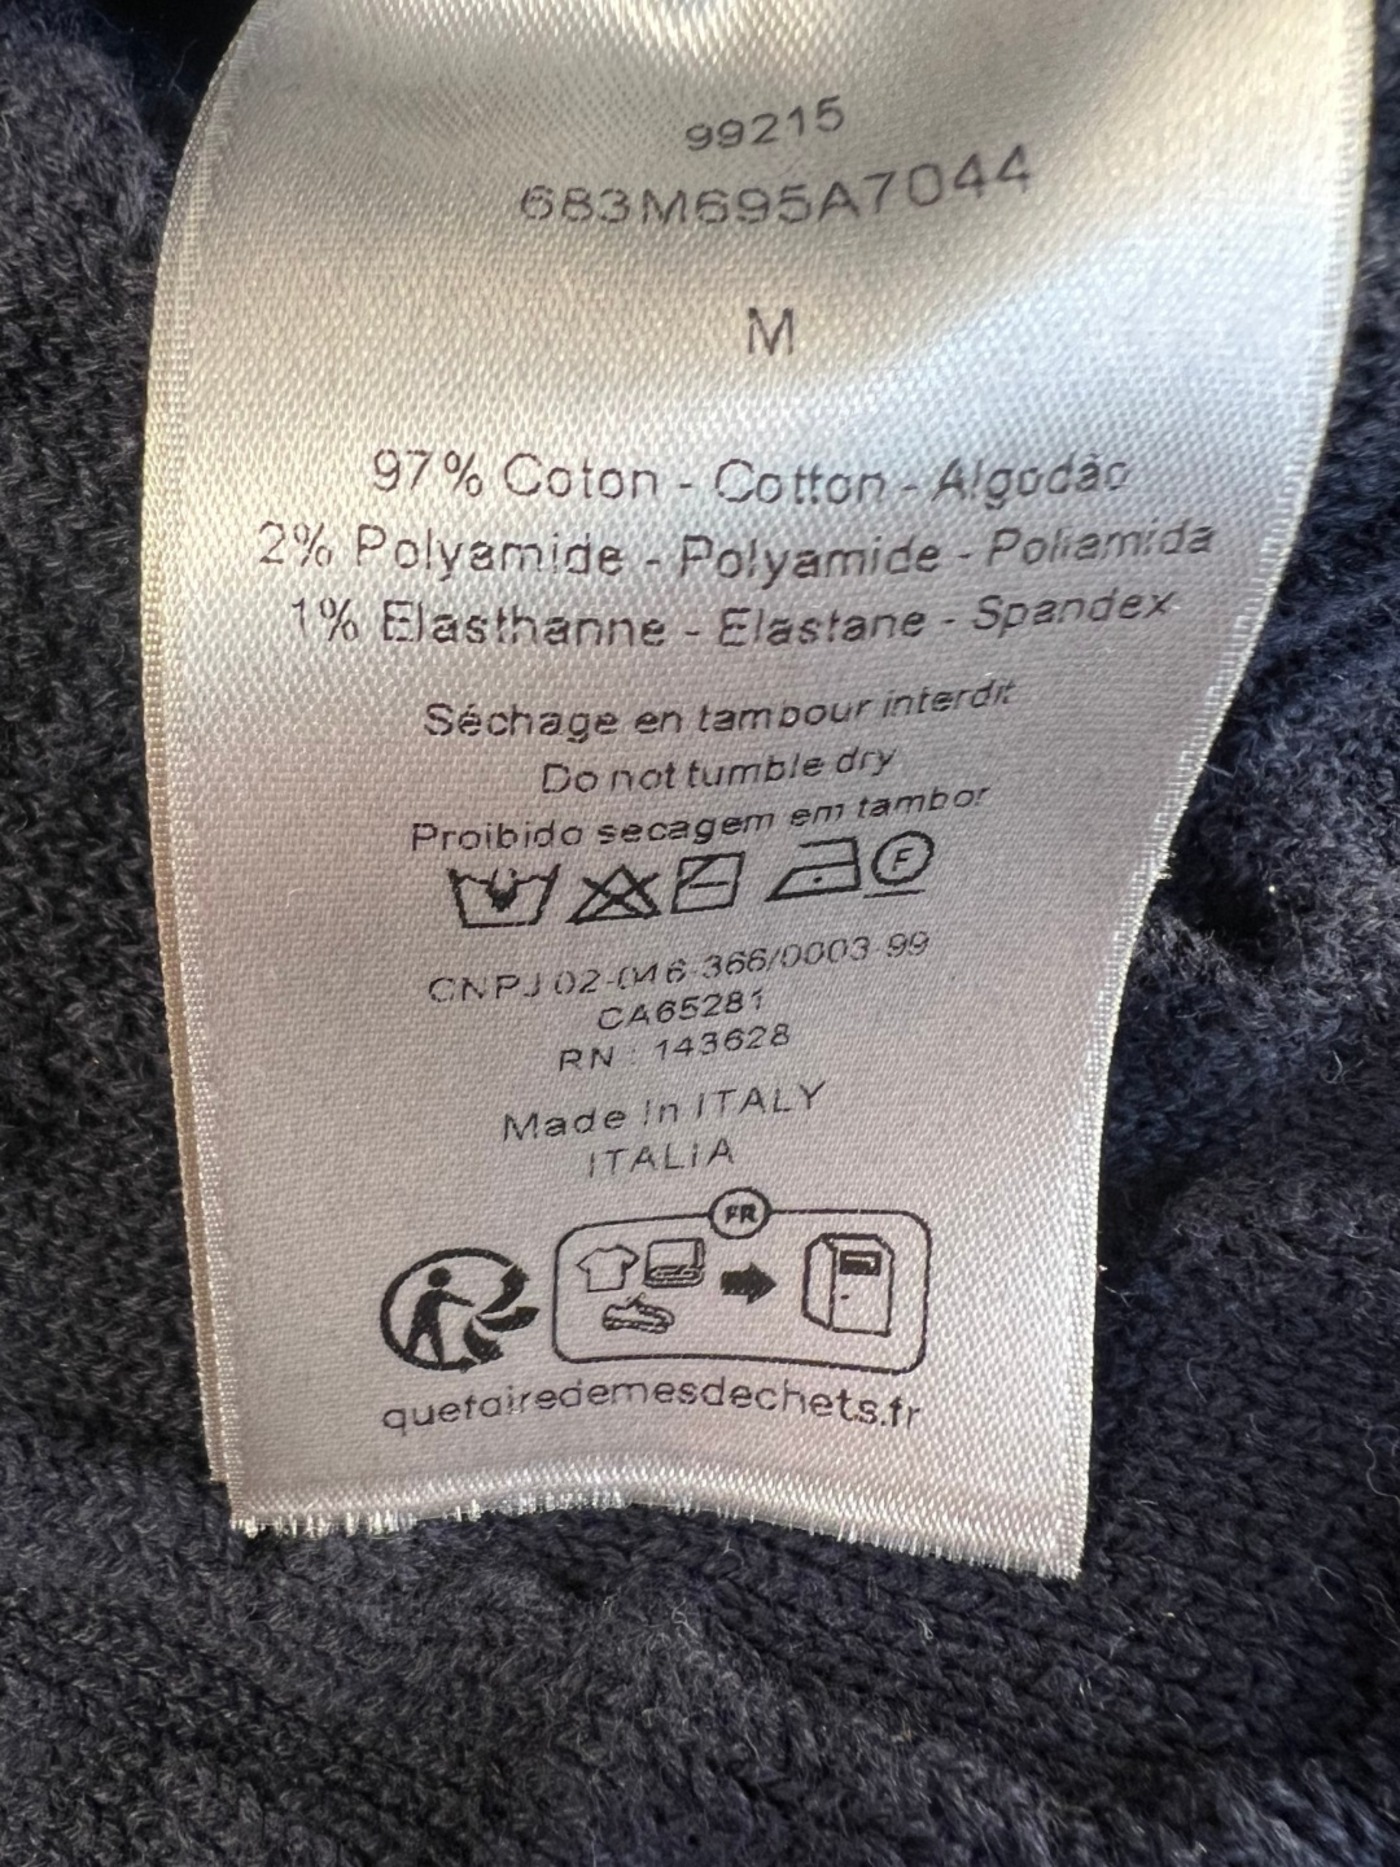 99215
683M695A7044
M
97% Coton - Cotton - Algodão
2% Polyamide - Polyamide - Poliamida
1% Elasthanne - Elastane - Spandex
Séchage en tambour interdit
Do not tumble dry
Proibido secagem em tambor
F
CNPJ 02-046-366/0003-99
CA65281
RN : 143628
Made In ITALY
ITALIA
FR
quefairedemesdechets.fr